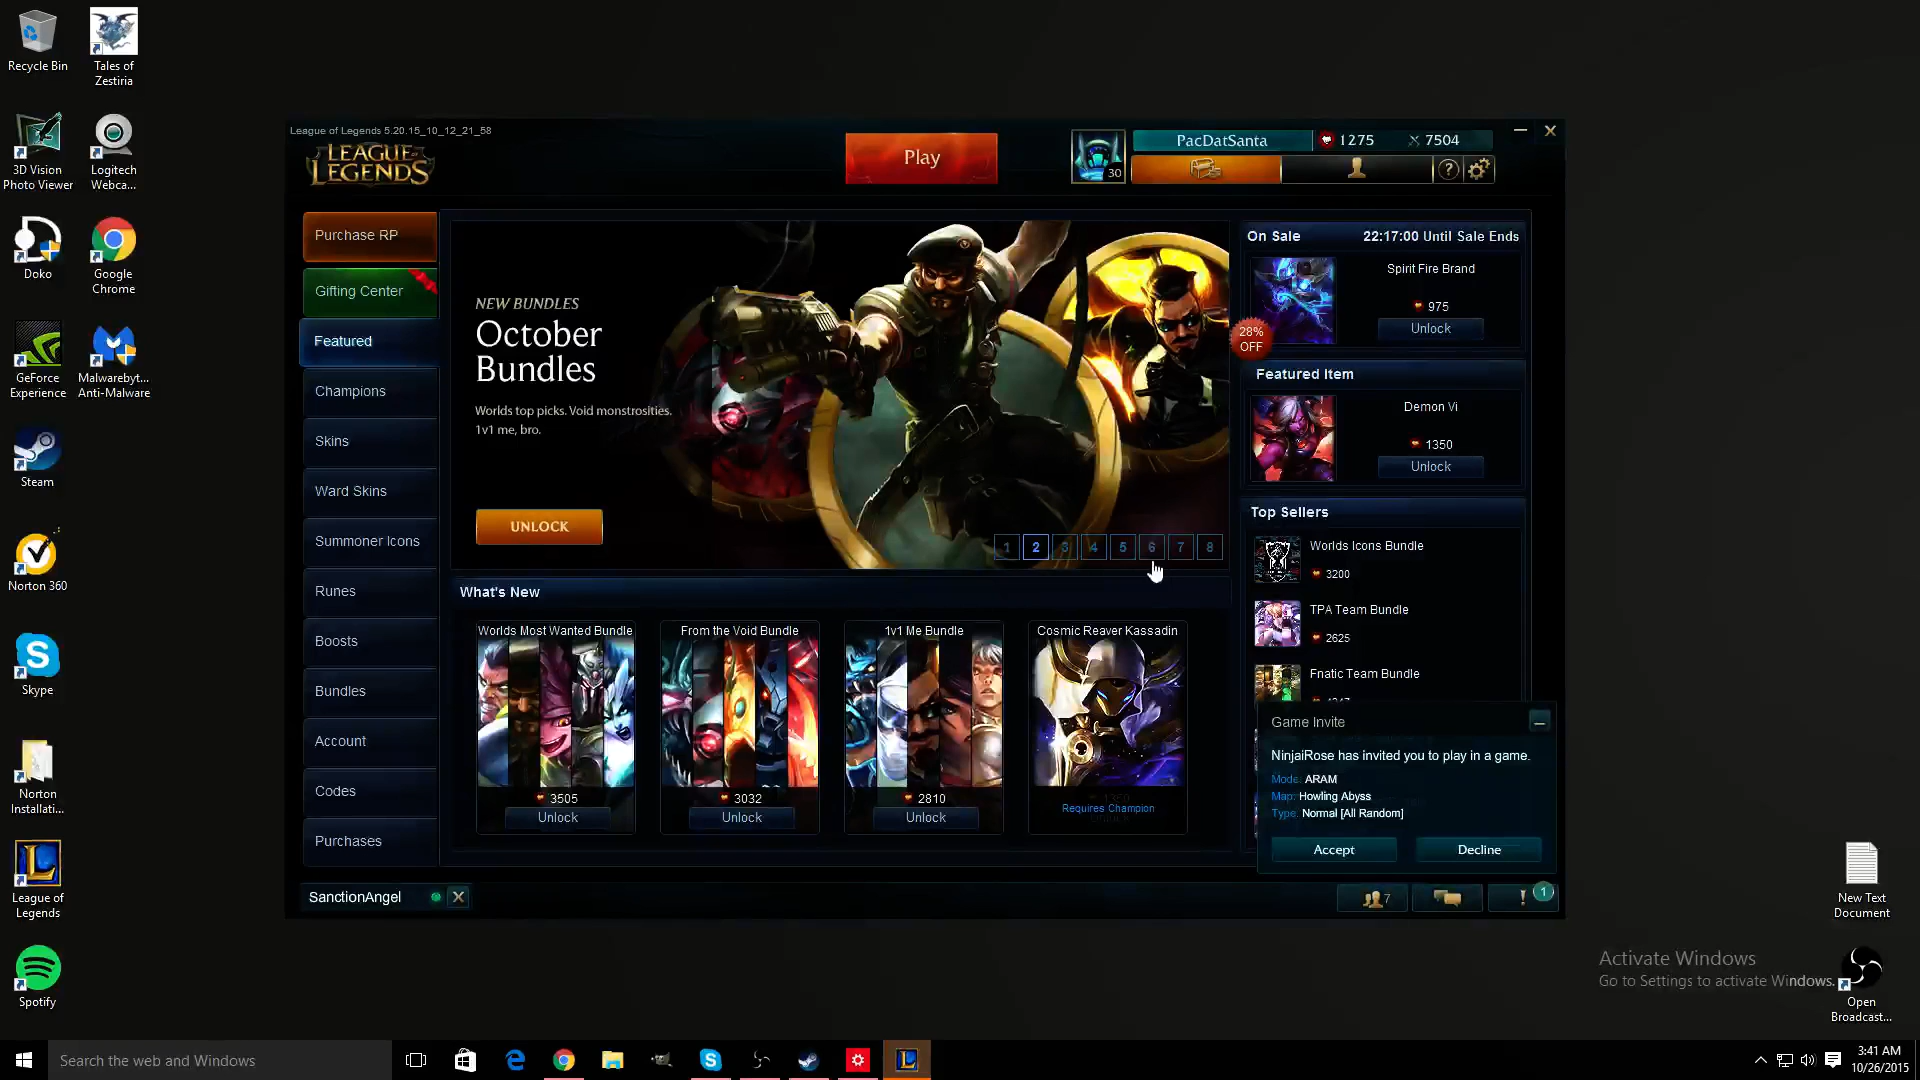 Recycle Bin
Tales of
Zestiria
3D Vision
Photo Viewer
Logitech
Webca...
Doko
Google
Chrome
GeForce
Experience
Malwarebyt...
Anti-Malware
Steam
Norton 360
Skype
Norton
Installati...
League of
Legends
Spotify
League of Legends 5.20.15_10_12_21_58
LEAGUE OF
LEGENDS
Play
30
PacDatSanta
1275
7504
?
Purchase RP
Gifting Center
Featured
Champions
Skins
Ward Skins
Summoner Icons
Runes
Boosts
Bundles
Account
Codes
Purchases
NEW BUNDLES
October
Bundles
Worlds top picks. Void monstrosities.
1v1 me, bro.
UNLOCK
1 2 3 4 5 6 7 8
On Sale
22:17:00 Until Sale Ends
Spirit Fire Brand
975
Unlock
28%
OFF
Featured Item
Demon Vi
1350
Unlock
Top Sellers
Worlds Icons Bundle
3200
TPA Team Bundle
2625
Fnatic Team Bundle
What's New
Worlds Most Wanted Bundle
3505
Unlock
From the Void Bundle
3032
Unlock
1v1 Me Bundle
2810
Unlock
Cosmic Reaver Kassadin
Requires Champion
Game Invite
NinjaiRose has invited you to play in a game.
Mode: ARAM
Map: Howling Abyss
Type: Normal [All Random]
Accept
Decline
SanctionAngel
7
!
1
New Text
Document
Activate Windows
Go to Settings to activate Windows.
Open
Broadcast...
Search the web and Windows
3:41 AM
10/26/2015